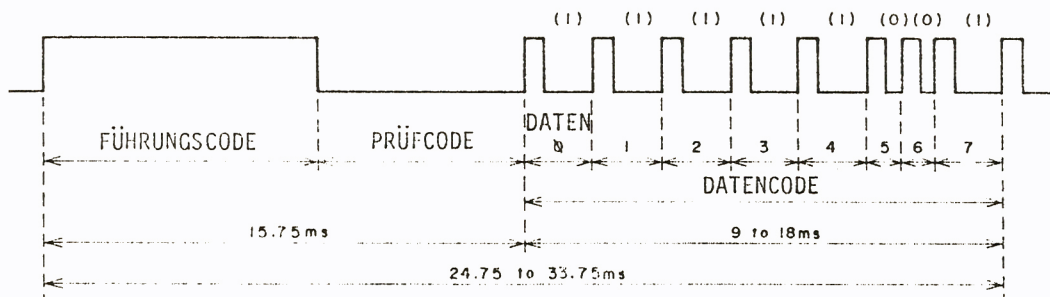 (1) (1) (1) (1) (1) (0) (0) (1)
FÜHRUNGSCODE PRÜFCODE DATEN
0 1 2 3 4 5 6 7
DATENCODE
15.75ms 9 to 18ms
24.75 to 33.75ms